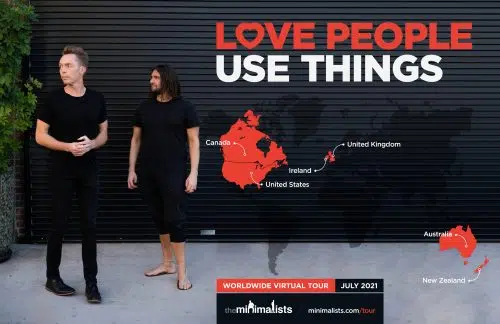 LOVE PEOPLE
USE THINGS
Canada
United Kingdom
Ireland
United States
Australia
New Zealand
WORLDWIDE VIRTUAL TOUR JULY 2021
theminimalists minimalists.com/tour